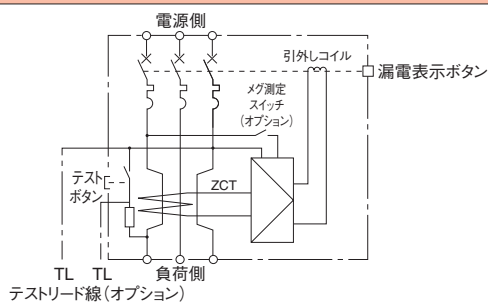 電源側
引外しコイル
漏電表示ボタン
メグ測定
スイッチ
(オプション)
テスト
ボタン
ZCT
TL
TL
負荷側
テストリード線(オプション)